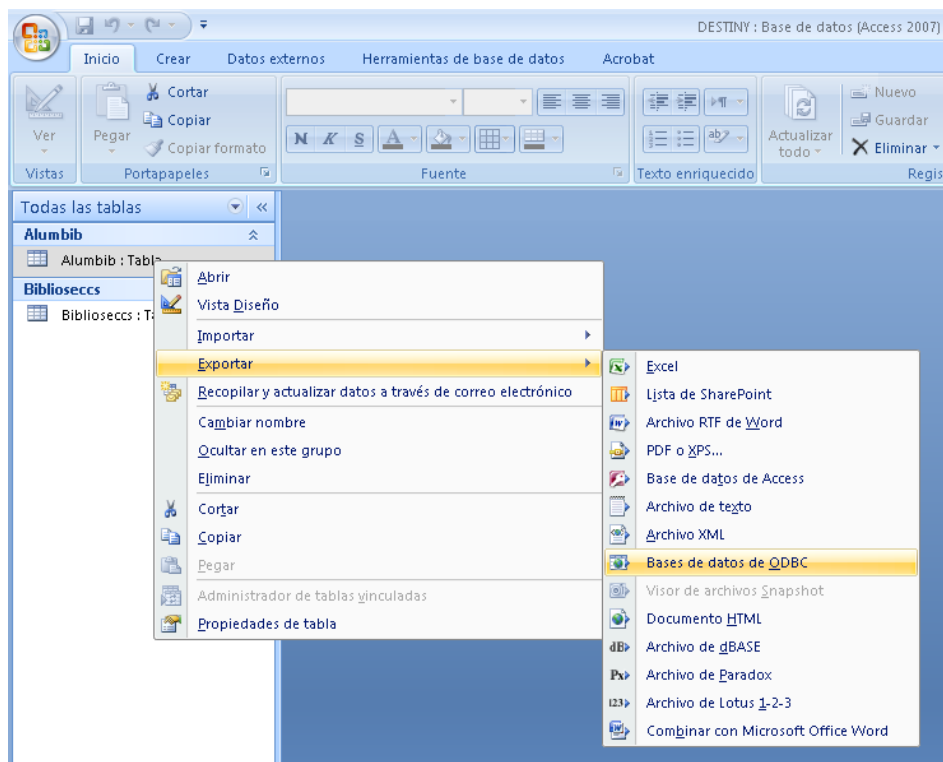 DESTINY : Base de datos (Access 2007)
Inicio Crear Datos externos Herramientas de base de datos Acrobat
Ver
Vistas
Pegar
Cortar
Copiar
Copiar formato
Portapapeles
N K S A
Fuente
ab
Texto enriquecido
Actualizar todo
Nuevo
Guardar
Eliminar
Regis
Todas las tablas
Alumbib
Alumbib : Tabla
Biblioseccs
Biblioseccs : T
Abrir
Vista Diseño
Importar
Exportar
Recopilar y actualizar datos a través de correo electrónico
Cambiar nombre
Ocultar en este grupo
Eliminar
Cortar
Copiar
Pegar
Administrador de tablas vinculadas
Propiedades de tabla
Excel
Lista de SharePoint
Archivo RTF de Word
PDF o XPS...
Base de datos de Access
Archivo de texto
Archivo XML
Bases de datos de ODBC
Visor de archivos Snapshot
Documento HTML
dB Archivo de dBASE
Px Archivo de Paradox
123 Archivo de Lotus 1-2-3
Combinar con Microsoft Office Word